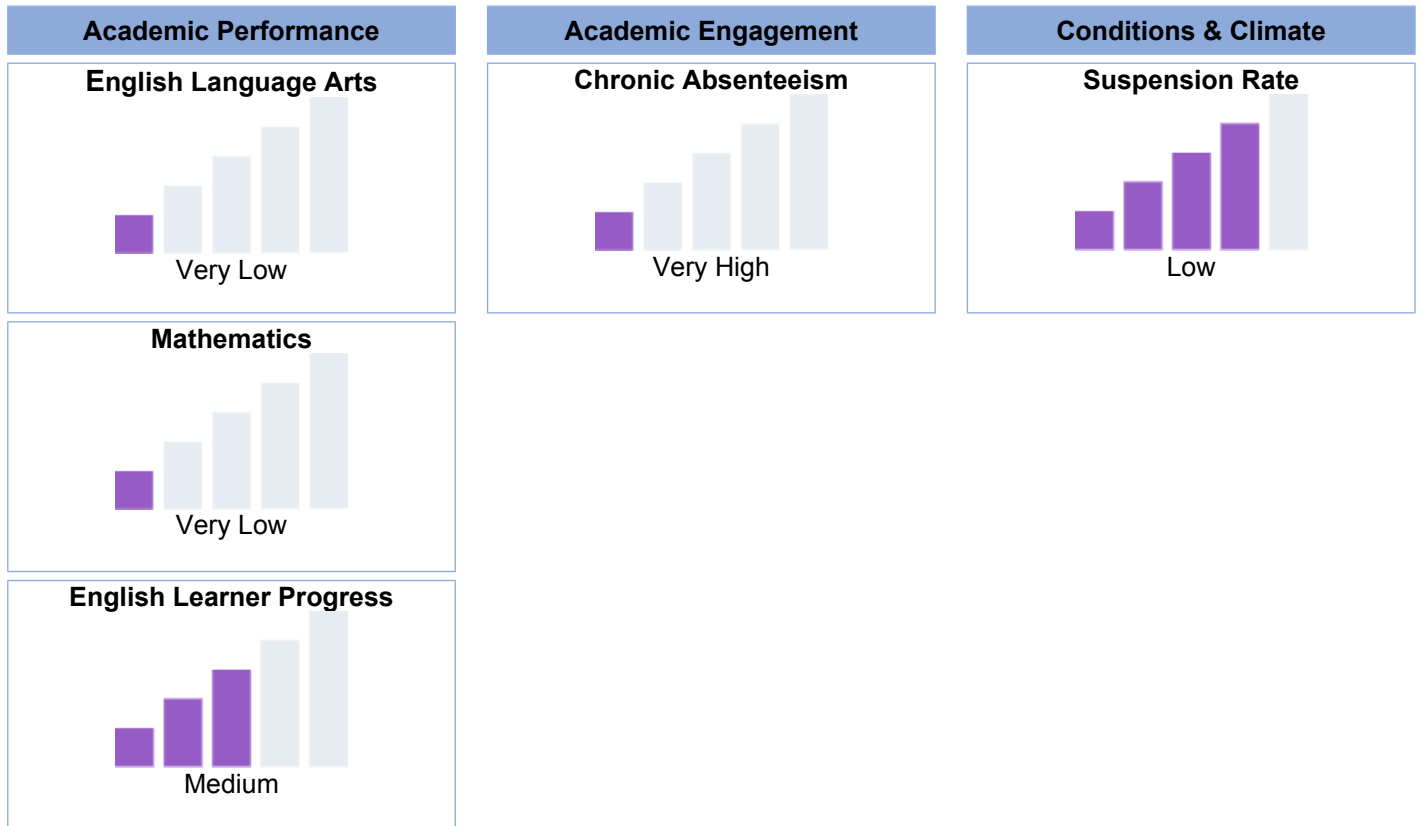 Academic Performance
Academic Engagement
Conditions & Climate
English Language Arts
Very Low
Chronic Absenteeism
Very High
Suspension Rate
Low
Mathematics
Very Low
English Learner Progress
Medium